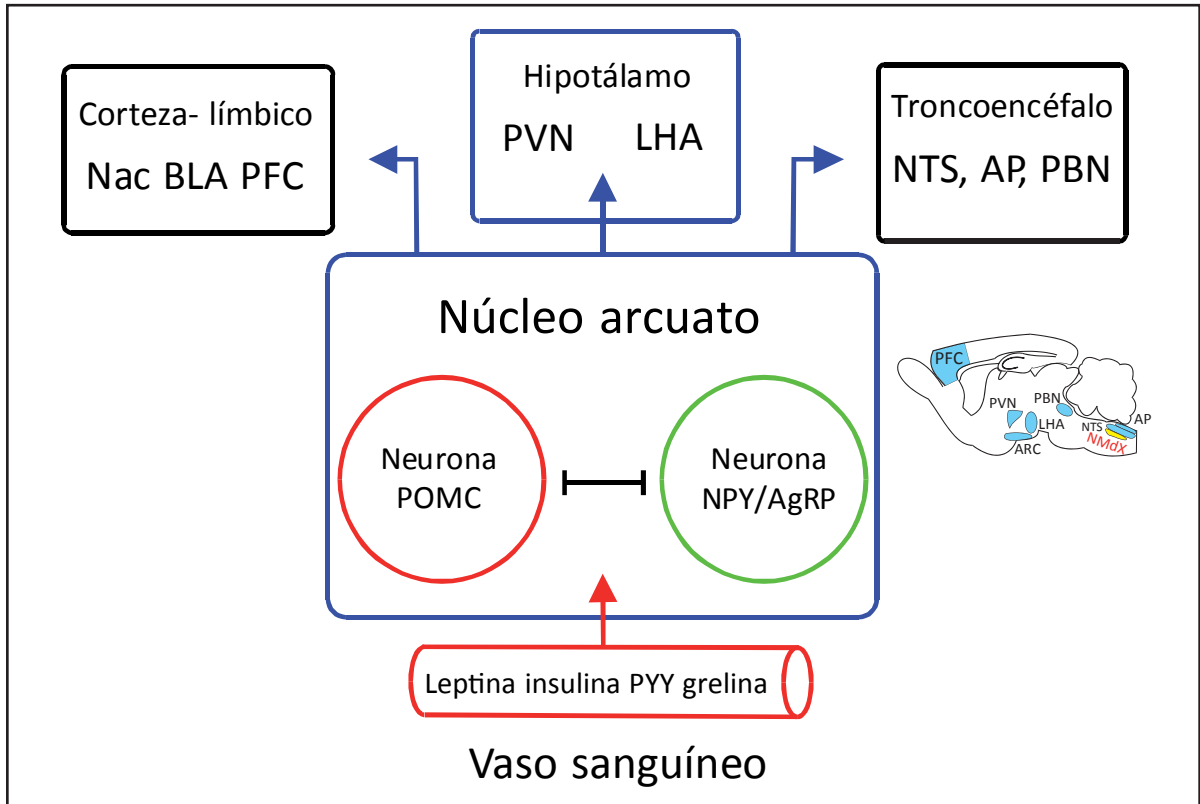 Corteza- límbico
Nac BLA PFC
Hipotálamo
PVN LHA
Troncoencéfalo
NTS, AP, PBN
Núcleo arcuato
Neurona
POMC
Neurona
NPY/AgRP
PFC
PVN
PBN
LHA
ARC
NTS
AP
NMdX
Leptina insulina PYY grelina
Vaso sanguíneo